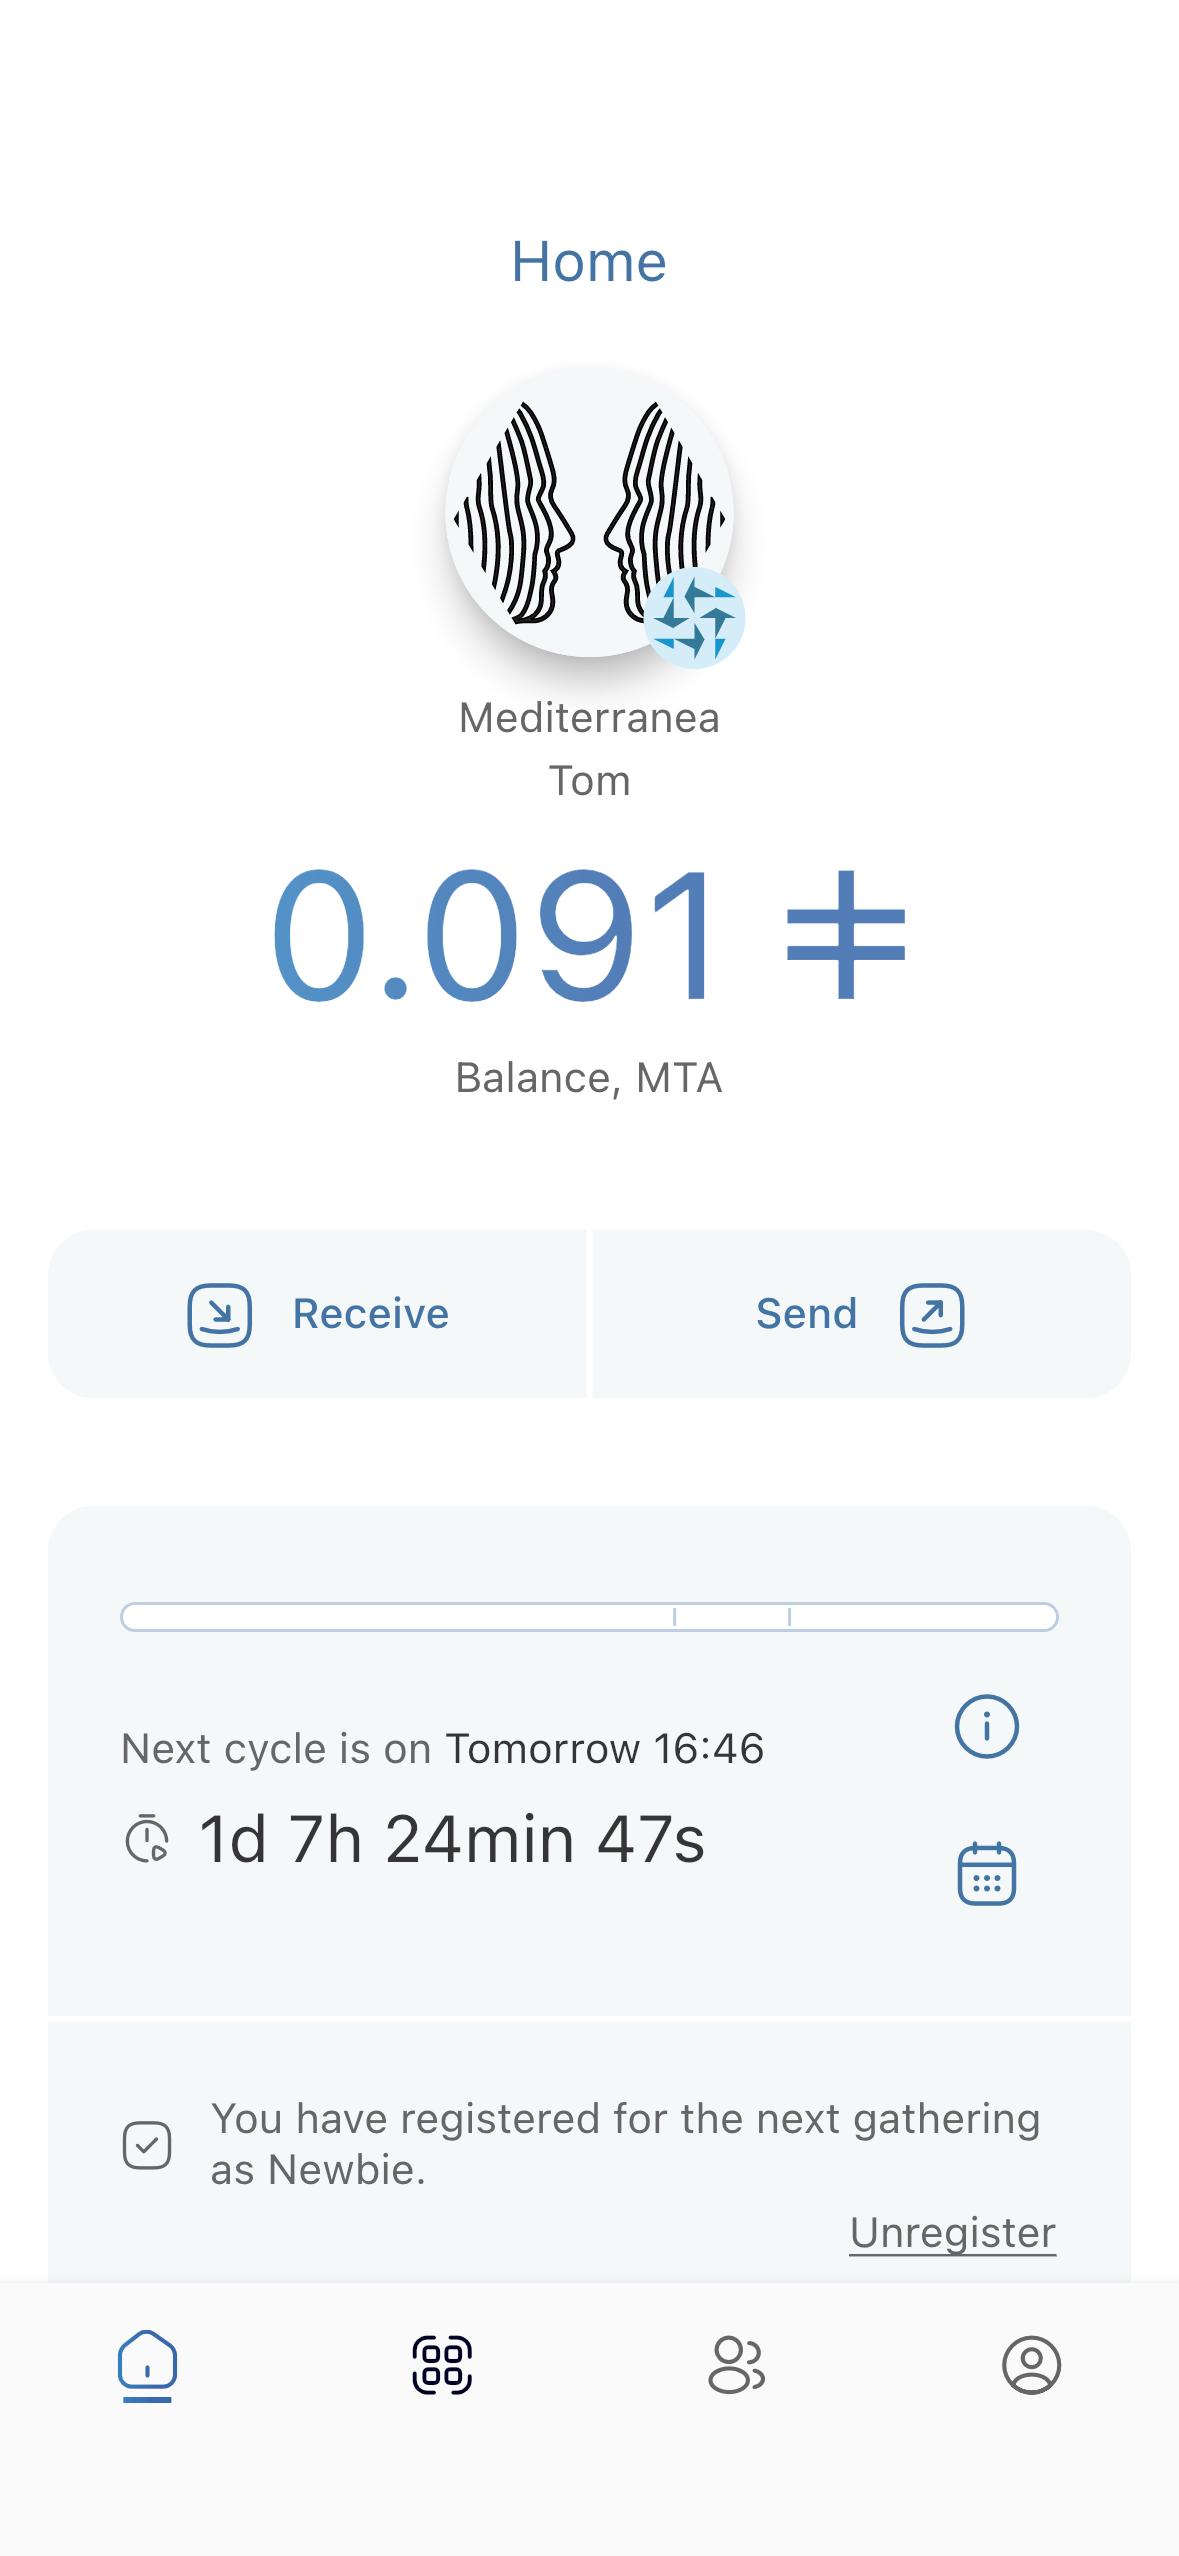 Home
Mediterranea
Tom
0.091 ␩
Balance, MTA
Receive
Send
Next cycle is on Tomorrow 16:46
1d 7h 24min 47s
You have registered for the next gathering
as Newbie.
Unregister